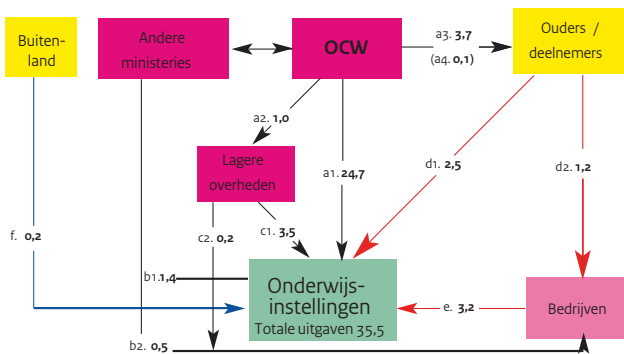 Buiten-
land
Andere
ministeries
OCW
a3. 3,7
(a4. 0,1)
Ouders /
deelnemers
a2. 1,0
Lagere
overheden
a1. 24,7
d1. 2,5
d2. 1,2
f. 0,2
c2. 0,2
c1. 3,5
b1. 1,4
Onderwijs-
instellingen
Totale uitgaven 35,5
e. 3,2
Bedrijven
b2. 0,5